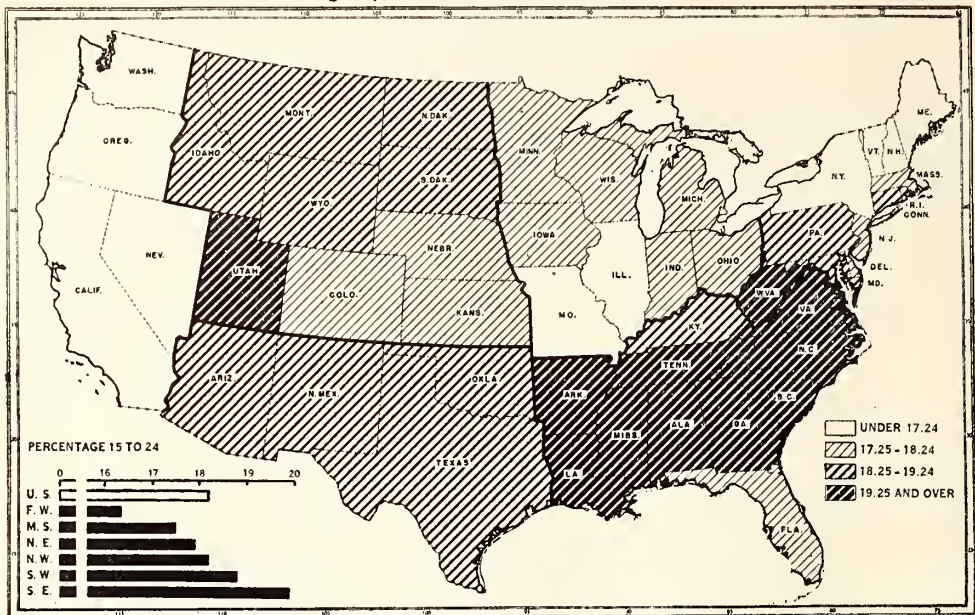 WASH.
MONT.
N.DAK.
MINN.
ME.
OREG.
IDAHO
VT.
N.H.
WIS.
N.Y.
MASS.
S.DAK.
WYO.
MICH.
R.I.
CONN.
IOWA
PA.
NEBR.
N.J.
NEV.
OHIO
ILL.
IND.
UTAH
DEL.
CALIF.
COLO.
W.VA.
MD.
KANS.
MO.
VA.
KY.
N.C.
TENN.
ARIZ.
N.MEX.
OKLA.
ARK.
S.C.
MISS.
ALA.
GA.
TEXAS
LA.
FLA.
UNDER 17.24
17.25-18.24
18.25-19.24
19.25 AND OVER
PERCENTAGE 15 TO 24
0 16 17 18 19 20
U. S.
F. W.
M. S.
N. E.
N. W.
S. W
S. E.